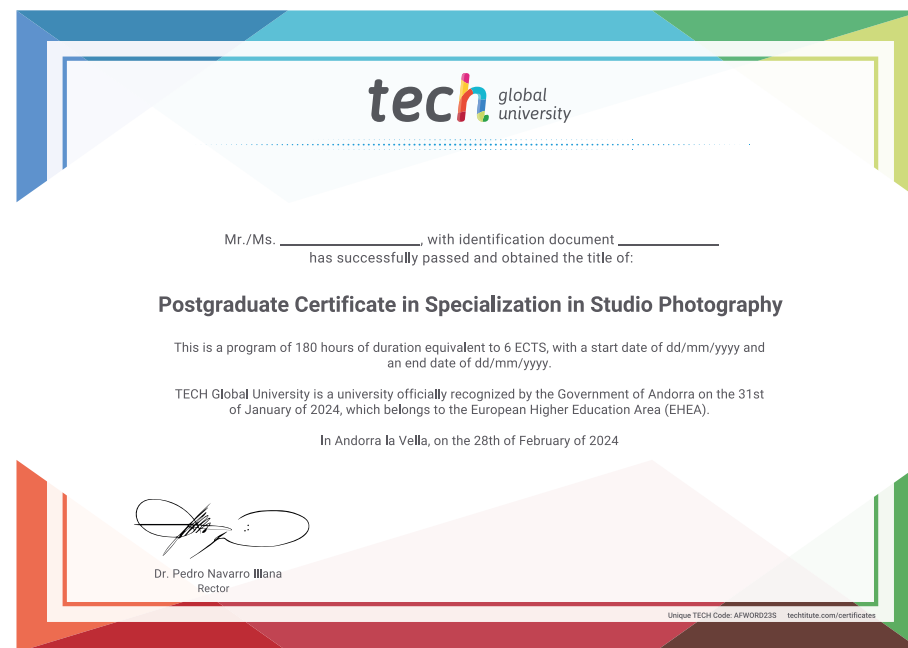 tech global
university
Mr./Ms. ____________, with identification document ____________
has successfully passed and obtained the title of:
Postgraduate Certificate in Specialization in Studio Photography
This is a program of 180 hours of duration equivalent to 6 ECTS, with a start date of dd/mm/yyyy and
an end date of dd/mm/yyyy.
TECH Global University is a university officially recognized by the Government of Andorra on the 31st
of January of 2024, which belongs to the European Higher Education Area (EHEA).
In Andorra la Vella, on the 28th of February of 2024
Dr. Pedro Navarro Illana
Rector
Unique TECH Code: AFWORD23S techtitute.com/certificates